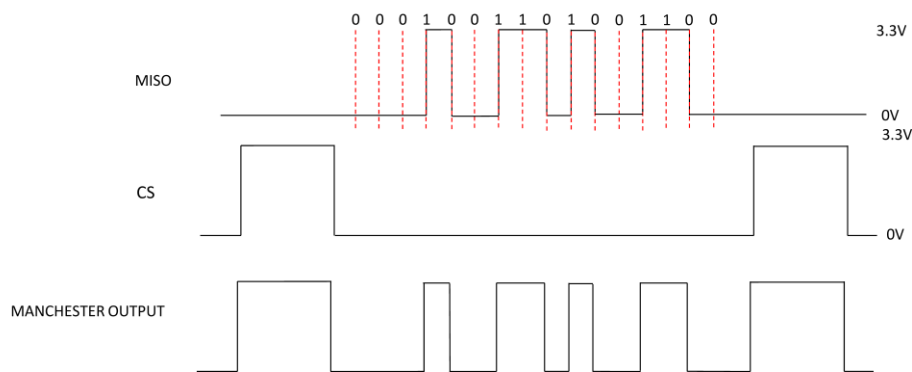 0 0 0 1 0 0 1 1 0 1 0 0 1 1 0 0
3.3V
MISO
0V
3.3V
CS
0V
MANCHESTER OUTPUT